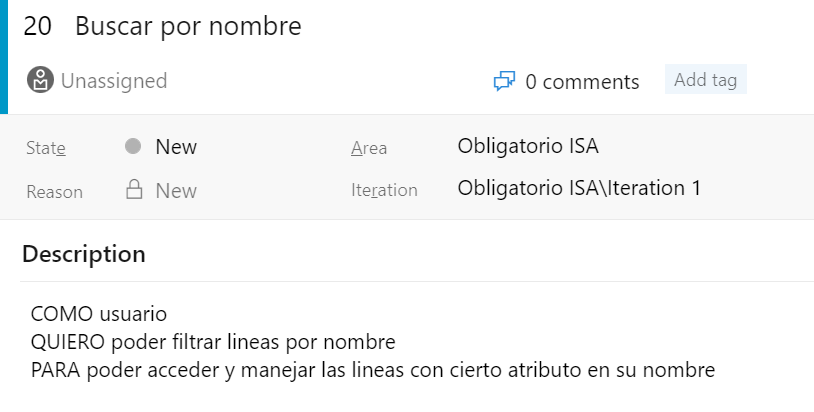 20 Buscar por nombre
Unassigned 0 comments Add tag
State New Area Obligatorio ISA
Reason New Iteration Obligatorio ISA\Iteration 1
Description
COMO usuario
QUIERO poder filtrar lineas por nombre
PARA poder acceder y manejar las lineas con cierto atributo en su nombre